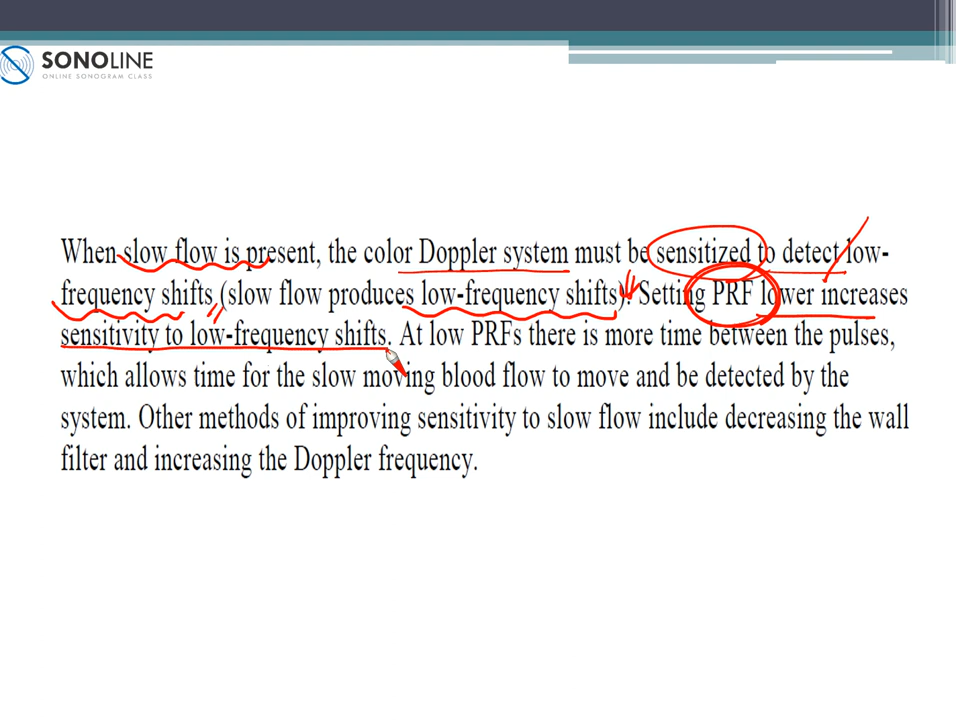 SONOLINE
ONLINE SONOGRAM CLASS
When slow flow is present, the color Doppler system must be sensitized to detect low-
frequency shifts (slow flow produces low-frequency shifts). Setting PRF lower increases
sensitivity to low-frequency shifts. At low PRFs there is more time between the pulses,
which allows time for the slow moving blood flow to move and be detected by the
system. Other methods of improving sensitivity to slow flow include decreasing the wall
filter and increasing the Doppler frequency.